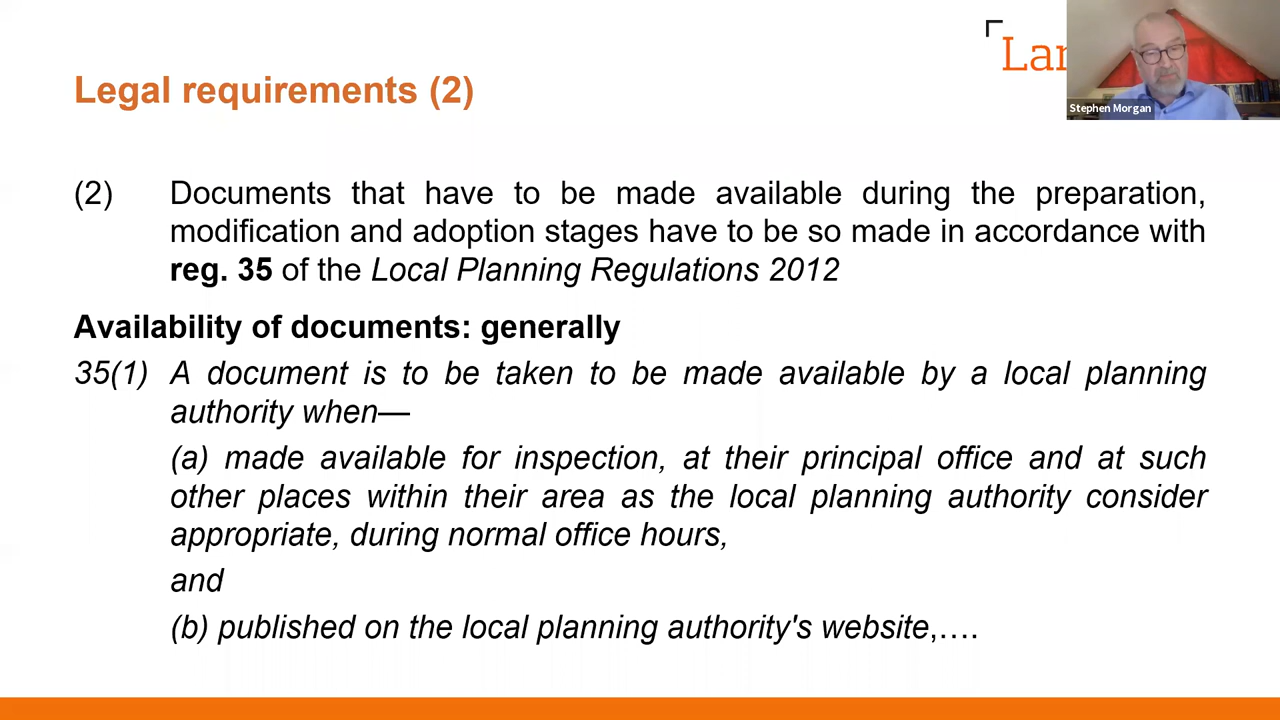 Legal requirements (2)
Stephen Morgan
(2) Documents that have to be made available during the preparation,
modification and adoption stages have to be so made in accordance with
reg. 35 of the Local Planning Regulations 2012
Availability of documents: generally
35(1) A document is to be taken to be made available by a local planning
authority when—
(a) made available for inspection, at their principal office and at such
other places within their area as the local planning authority consider
appropriate, during normal office hours,
and
(b) published on the local planning authority's website,….